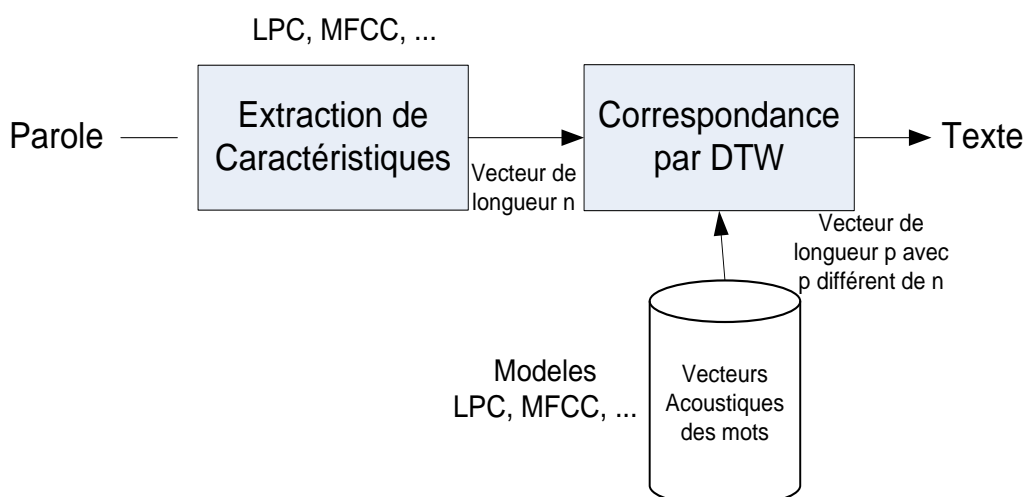 LPC, MFCC, ...
Parole
Extraction de
Caractéristiques
Vecteur de
longueur n
Correspondance
par DTW
Texte
Vecteur de
longueur p avec
p différent de n
Modeles
LPC, MFCC, ...
Vecteurs
Acoustiques
des mots